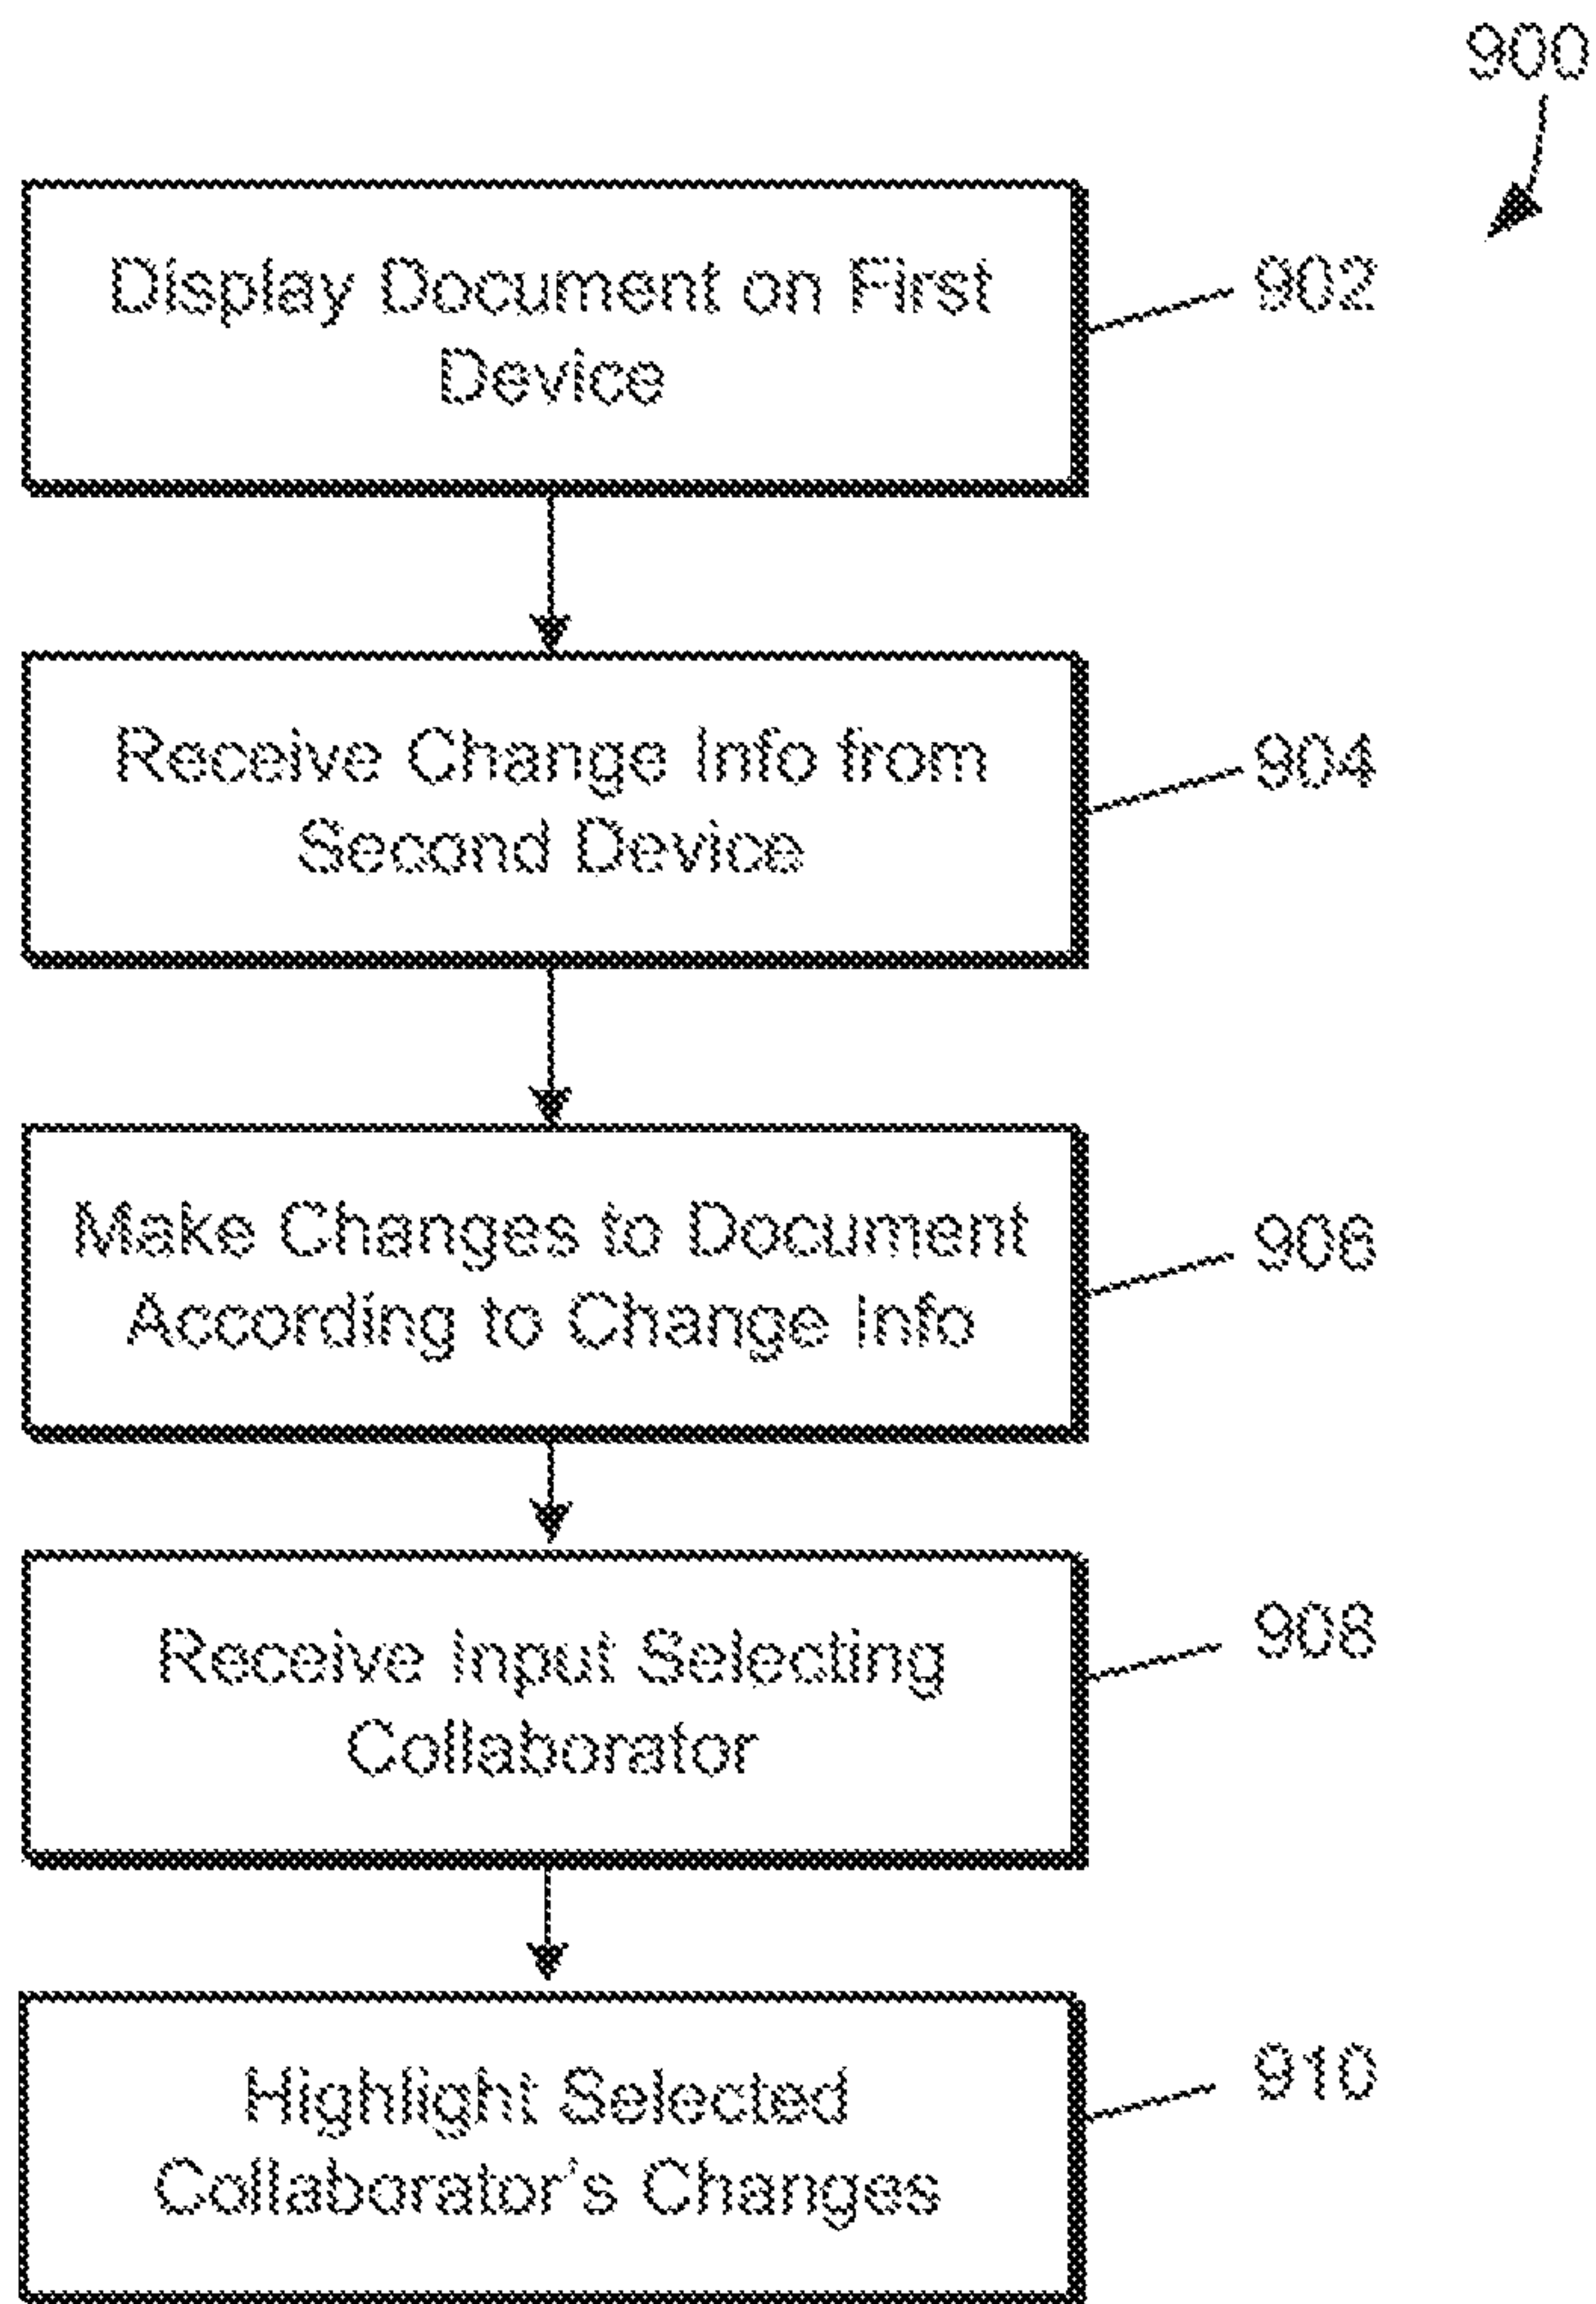 900
Display Document on First
Device
902
Receive Change Info from
Second Device
904
Make Changes to Document
According to Change Info
906
Receive Input Selecting
Collaborator
908
Highlight Selected
Collaborator's Changes
910